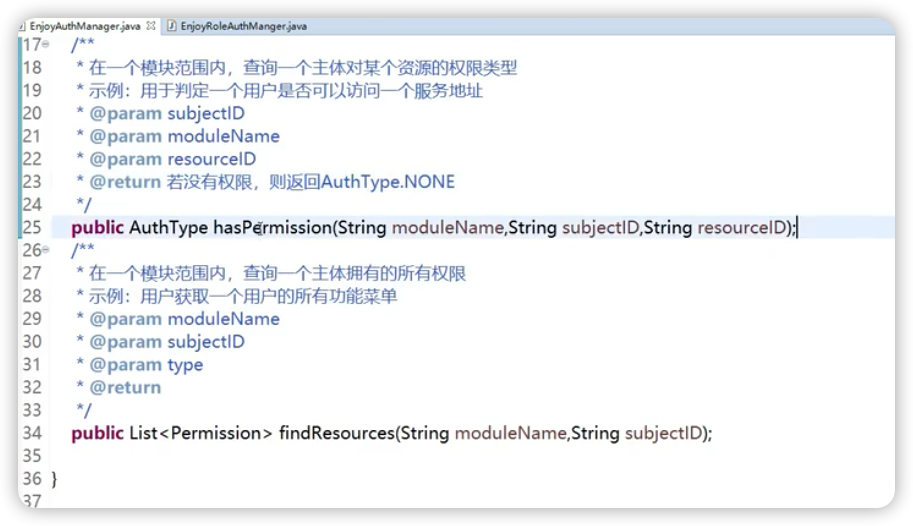 EnjoyAuthManager.java EnjoyRoleAuthManger.java
17 /**
18 * 在一个模块范围内，查询一个主体对某个资源的权限类型
19 * 示例：用于判定一个用户是否可以访问一个服务地址
20 * @param subjectID
21 * @param moduleName
22 * @param resourceID
23 * @return 若没有权限，则返回AuthType.NONE
24 */
25 public AuthType hasPermission(String moduleName,String subjectID,String resourceID);
26 /**
27 * 在一个模块范围内，查询一个主体拥有的所有权限
28 * 示例：用户获取一个用户的所有功能菜单
29 * @param moduleName
30 * @param subjectID
31 * @param type
32 * @return
33 */
34 public List<Permission> findResources(String moduleName,String subjectID);
35
36 }
37